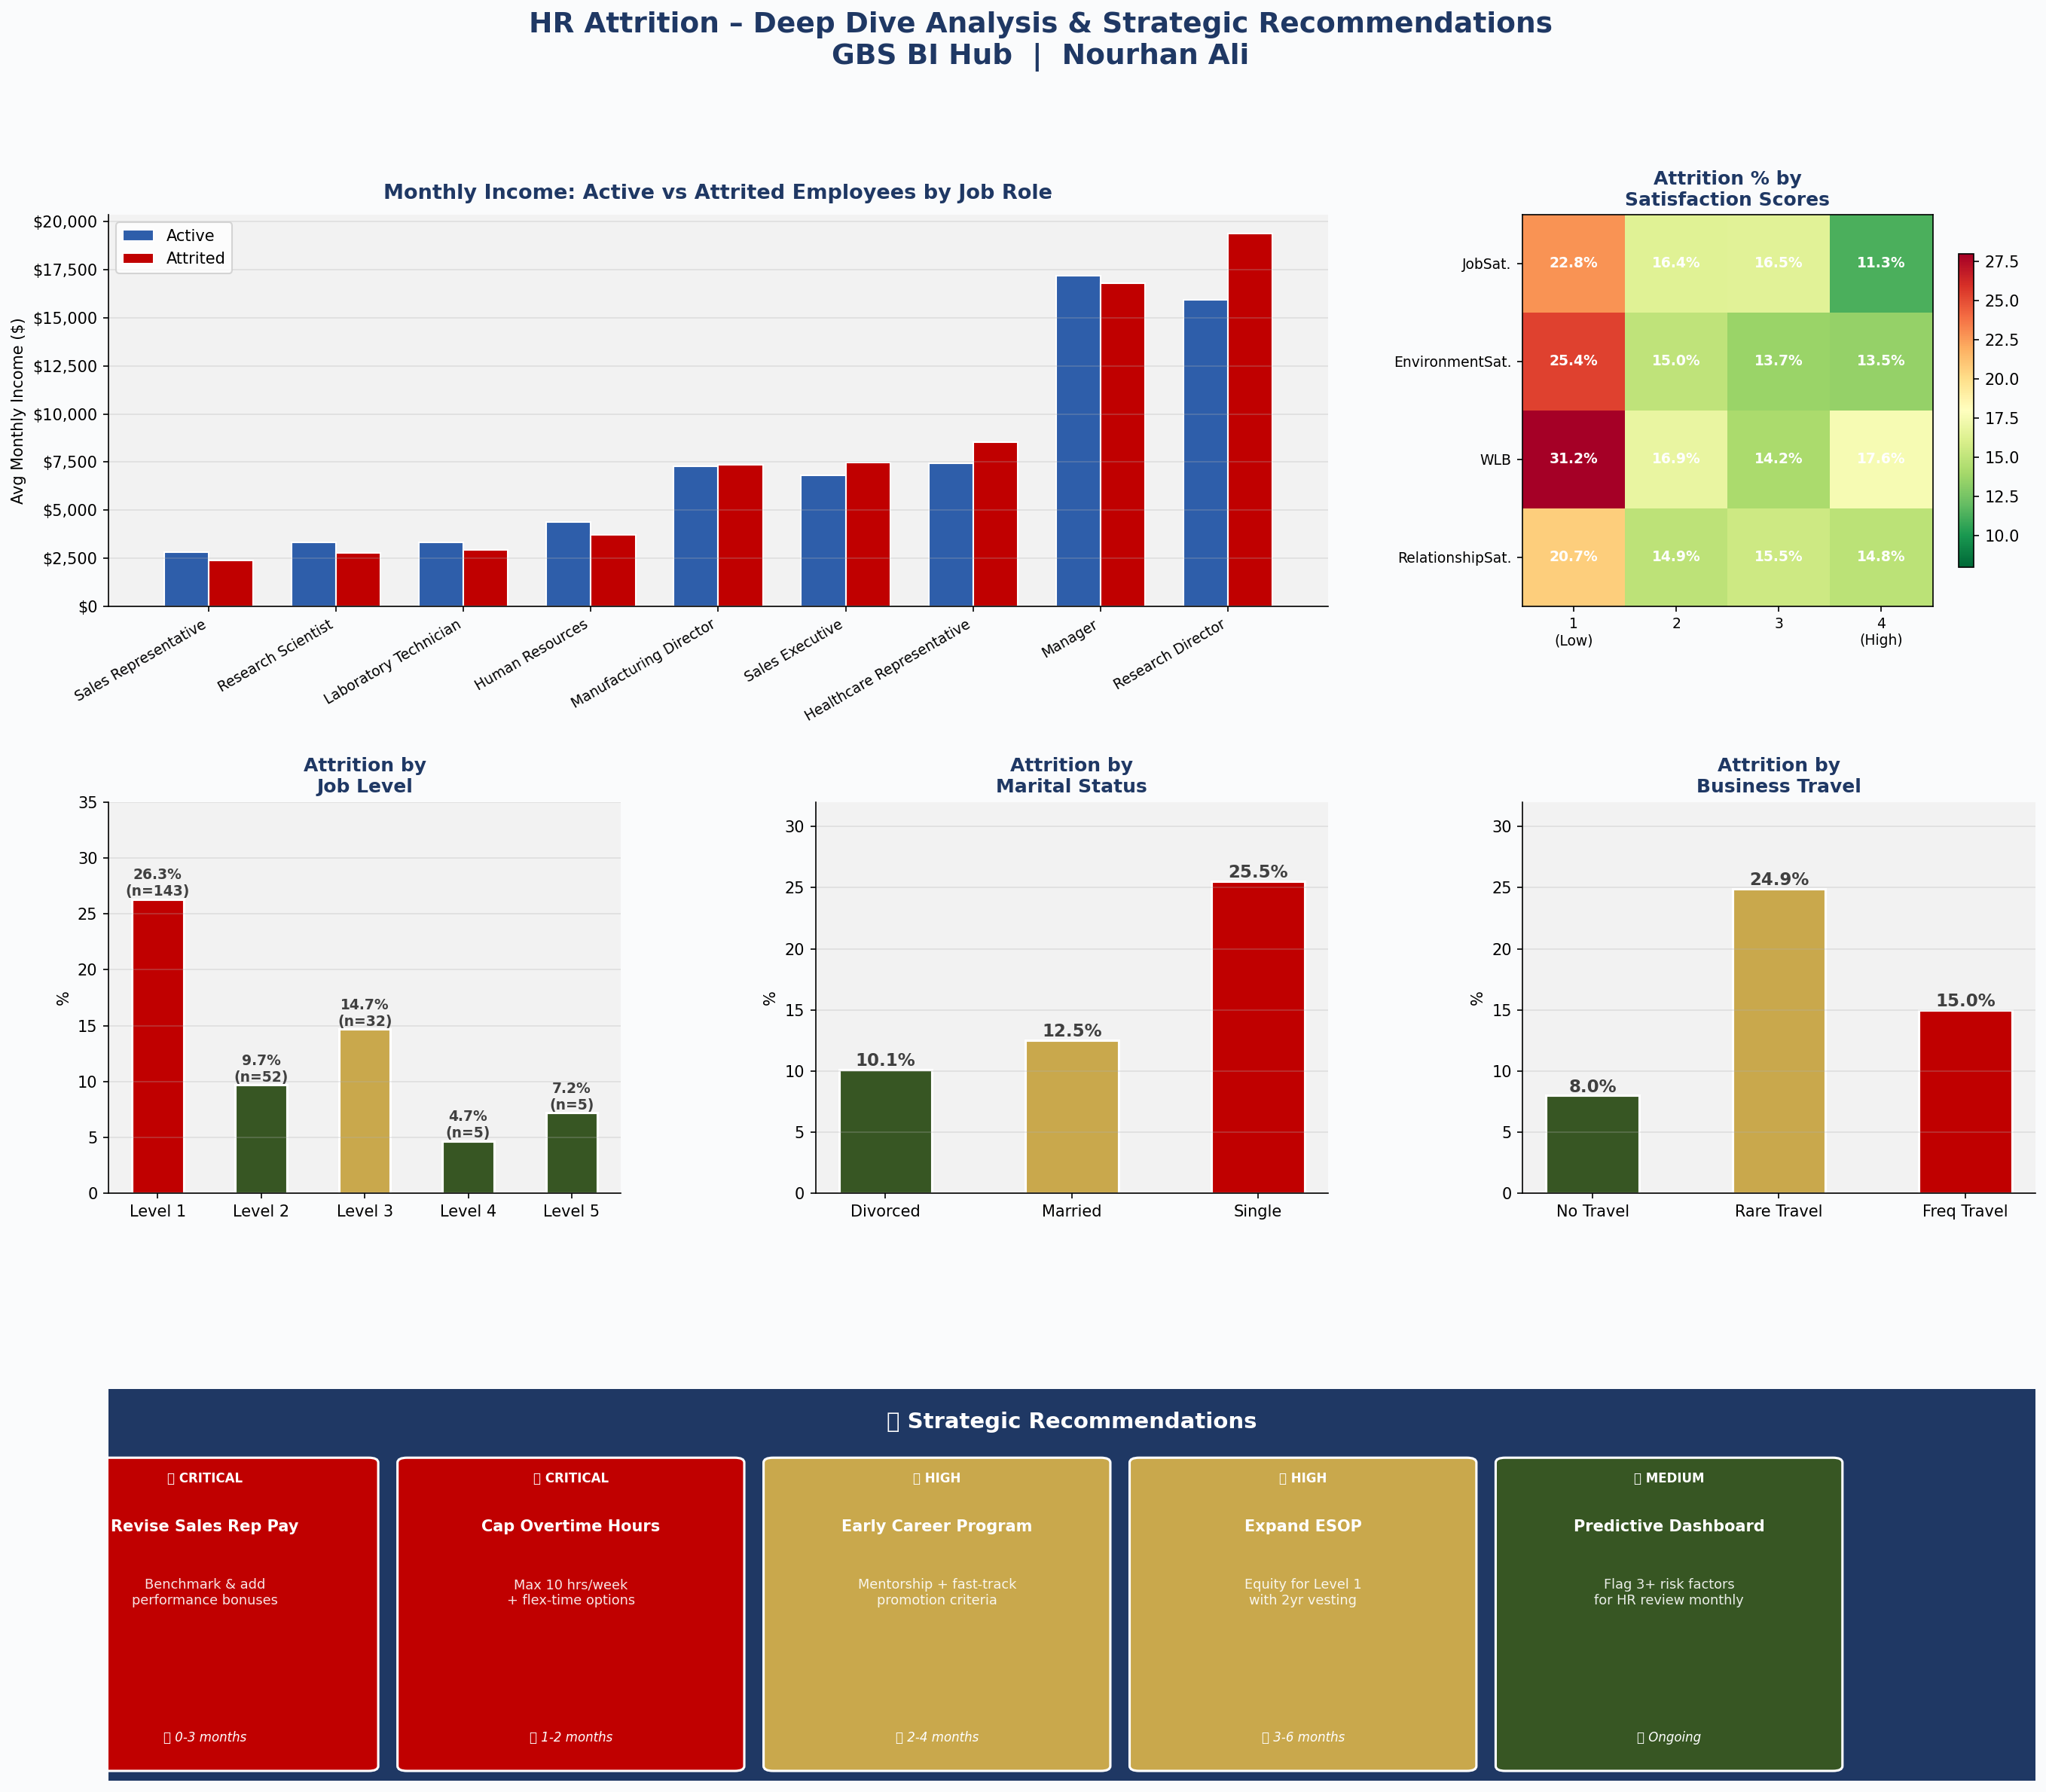 HR Attrition – Deep Dive Analysis & Strategic Recommendations
GBS BI Hub | Nourhan Ali
Monthly Income: Active vs Attrited Employees by Job Role
Active
Attrited
Avg Monthly Income ($)
$20,000
$17,500
$15,000
$12,500
$10,000
$7,500
$5,000
$2,500
$0
Sales Representative
Research Scientist
Laboratory Technician
Human Resources
Manufacturing Director
Sales Executive
Healthcare Representative
Manager
Research Director
Attrition % by
Satisfaction Scores
JobSat. 22.8% 16.4% 16.5% 11.3%
EnvironmentSat. 25.4% 15.0% 13.7% 13.5%
WLB 31.2% 16.9% 14.2% 17.6%
RelationshipSat. 20.7% 14.9% 15.5% 14.8%
1 2 3 4
(Low) (High)
27.5
25.0
22.5
20.0
17.5
15.0
12.5
10.0
Attrition by
Job Level
%
35
30
25
20
15
10
5
0
26.3%
(n=143)
9.7%
(n=52)
14.7%
(n=32)
4.7%
(n=5)
7.2%
(n=5)
Level 1 Level 2 Level 3 Level 4 Level 5
Attrition by
Marital Status
%
30
25
20
15
10
5
0
10.1%
12.5%
25.5%
Divorced Married Single
Attrition by
Business Travel
%
30
25
20
15
10
5
0
8.0%
24.9%
15.0%
No Travel Rare Travel Freq Travel
Strategic Recommendations
CRITICAL
Revise Sales Rep Pay
Benchmark & add
performance bonuses
0-3 months
CRITICAL
Cap Overtime Hours
Max 10 hrs/week
+ flex-time options
1-2 months
HIGH
Early Career Program
Mentorship + fast-track
promotion criteria
2-4 months
HIGH
Expand ESOP
Equity for Level 1
with 2yr vesting
3-6 months
MEDIUM
Predictive Dashboard
Flag 3+ risk factors
for HR review monthly
Ongoing